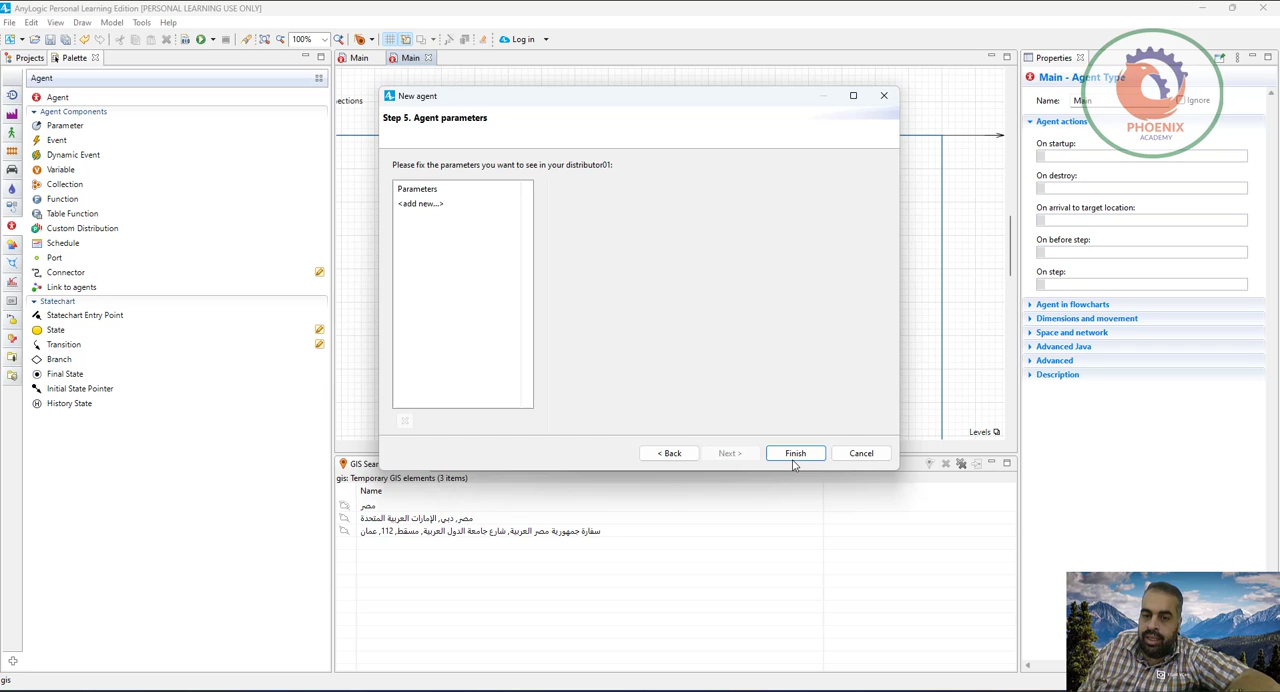 AnyLogic Personal Learning Edition [PERSONAL LEARNING USE ONLY]
File Edit View Draw Model Tools Help
100% Log in
Projects Palette Main Main Properties
Agent
Agent
Agent Components
Parameter
Event
Dynamic Event
Variable
Collection
Function
Table Function
Custom Distribution
Schedule
Port
Connector
Link to agents
Statechart
Statechart Entry Point
State
Transition
Branch
Final State
Initial State Pointer
History State
ections
New agent
Step 5. Agent parameters
Please fix the parameters you want to see in your distributor01:
Parameters
<add new...>
< Back Next > Finish Cancel
Levels
GIS Sear
gis: Temporary GIS elements (3 items)
Name
مصر
مصر, دبي, الإمارات العربية المتحدة
سفارة جمهورية مصر العربية, شارع جامعة الدول العربية, مسقط, 112, عمان
Main - Agent Type
Name: Main Ignore
PHOENIX
ACADEMY
Agent actions
On startup:
On destroy:
On arrival to target location:
On before step:
On step:
Agent in flowcharts
Dimensions and movement
Space and network
Advanced Java
Advanced
Description
gis